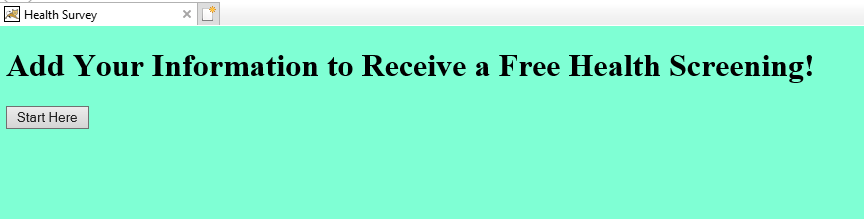 Health Survey
Add Your Information to Receive a Free Health Screening!
Start Here